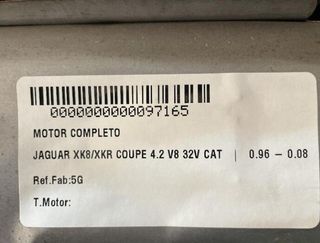 0000000000097165
MOTOR COMPLETO
JAGUAR XK8/XKR COUPE 4.2 V8 32V CAT | 0.96 - 0.08
Ref.Fab:5G
T.Motor: